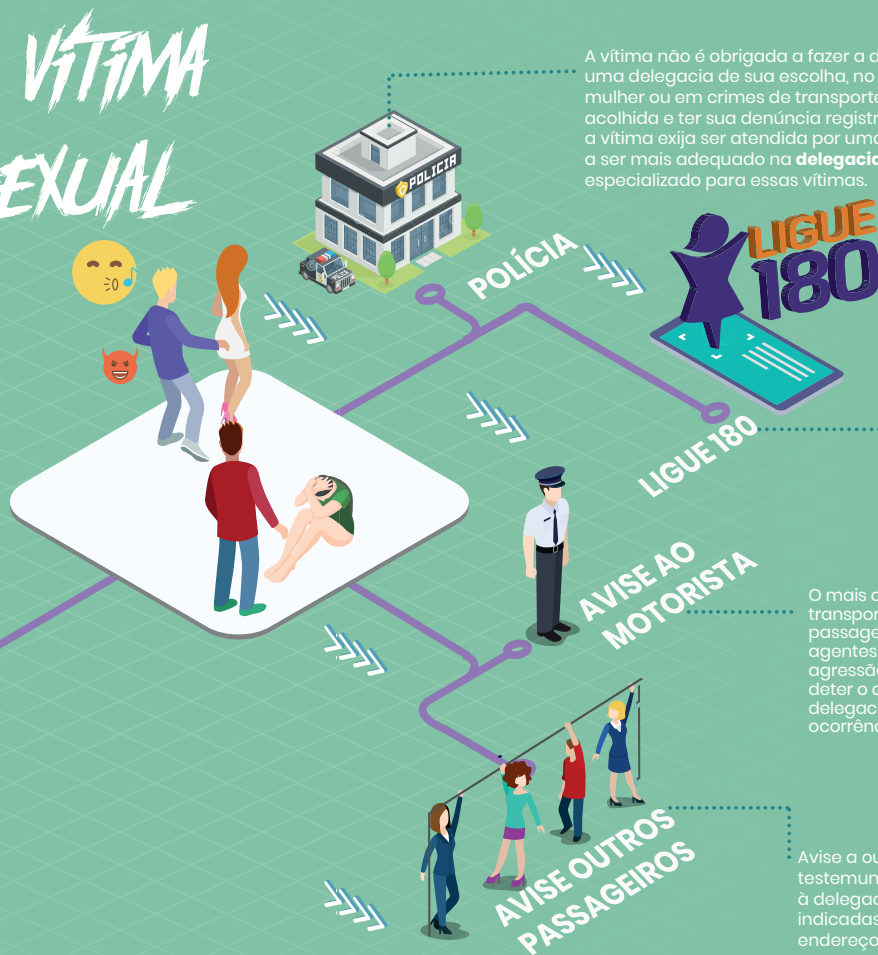 VÍTIMA
EXUAL
A vítima não é obrigada a fazer a
uma delegacia de sua escolha, no
mulher ou em crimes de transporte
acolhida e ter sua denúncia registr
a vítima exija ser atendida por uma
a ser mais adequado na delegacia
especializado para essas vítimas.
POLICIA
POLÍCIA
LIGUE
180
LIGUE 180
AVISE AO
MOTORISTA
O mais
transpor
passage
agentes
agressão
deter o
delegac
ocorrênc
AVISE OUTROS
PASSAGEIROS
Avise a ou
testemun
à delegac
indicadas
endereço